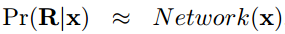 Pr(R|x) ≈ Network(x)